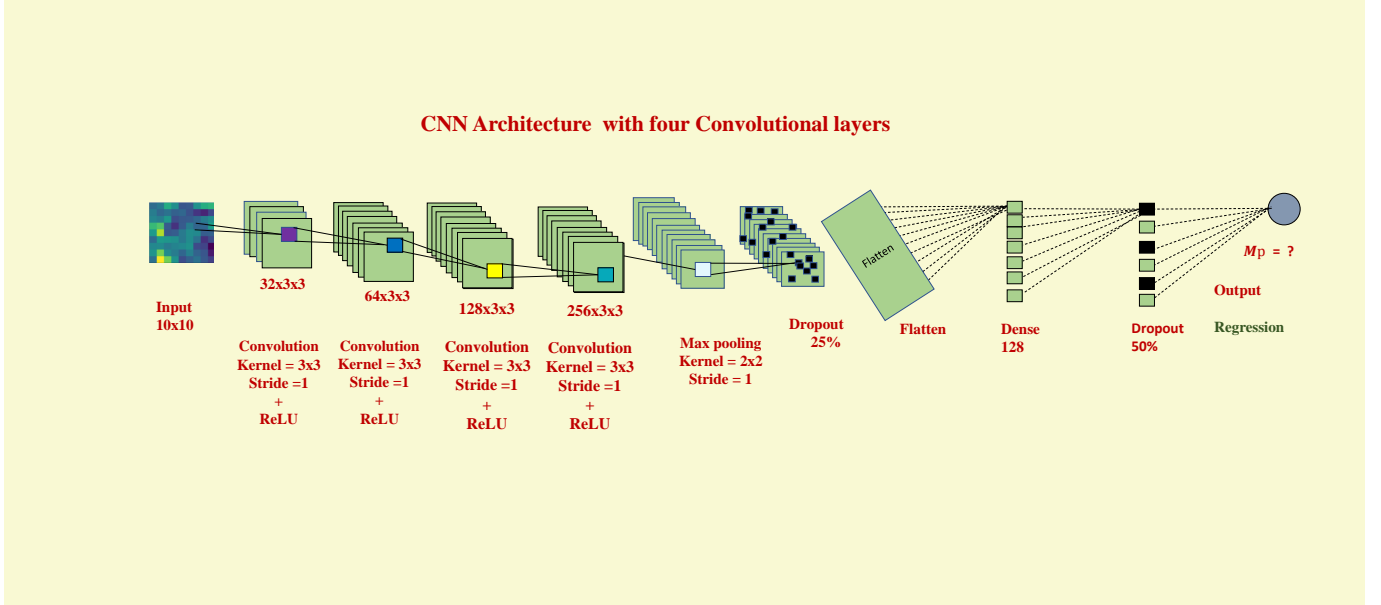 CNN Architecture with four Convolutional layers
Input
10x10
32x3x3
Convolution
Kernel = 3x3
Stride =1
+
ReLU
64x3x3
Convolution
Kernel = 3x3
Stride =1
+
ReLU
128x3x3
Convolution
Kernel = 3x3
Stride =1
+
ReLU
256x3x3
Convolution
Kernel = 3x3
Stride =1
+
ReLU
Max pooling
Kernel = 2x2
Stride = 1
Dropout
25%
Flatten
Flatten
Dense
128
Dropout
50%
Mp = ?
Output
Regression